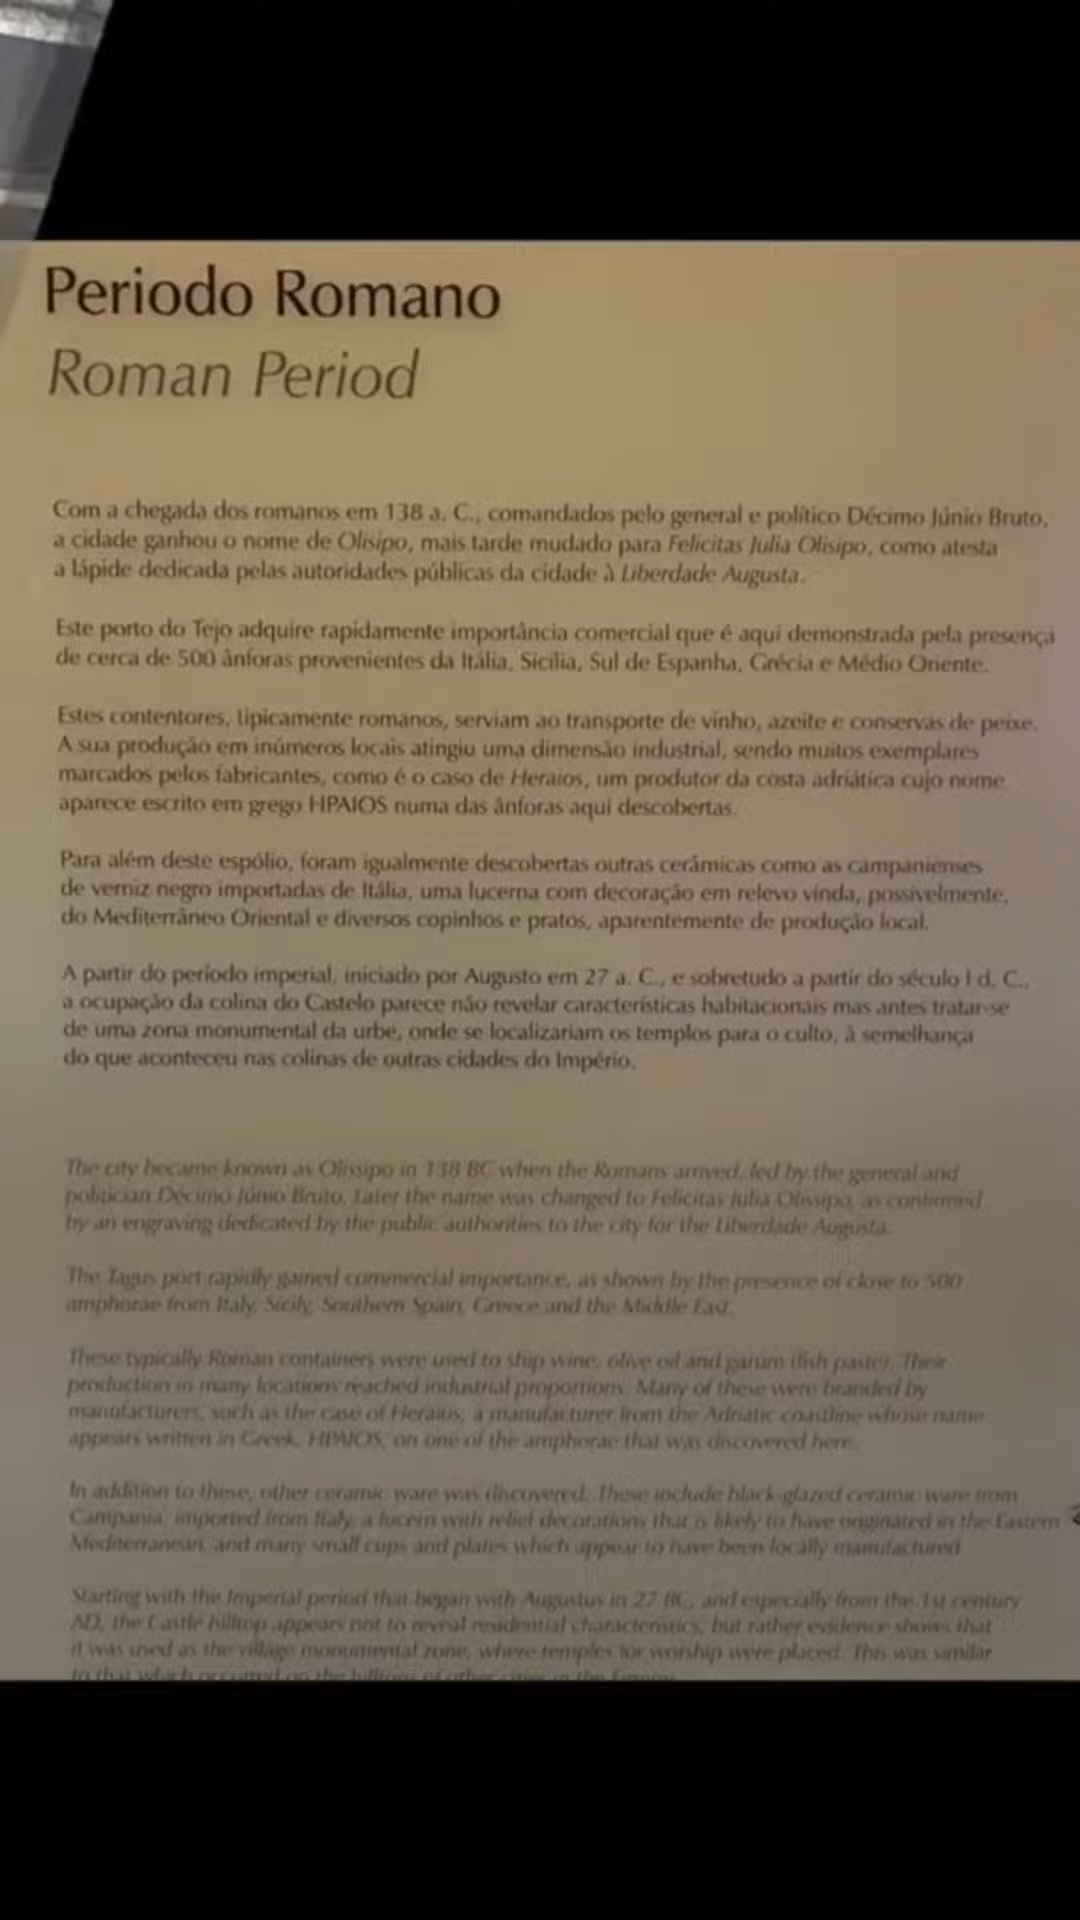 Periodo Romano
Roman Period
Com a chegada dos romanos em 138 a. C., comandados pelo general e político Décimo Júnio Bruto,
a cidade ganhou o nome de Olisipo, mais tarde mudado para Felicitas Julia Olisipo, como atesta
a lápide dedicada pelas autoridades públicas da cidade à Liberdade Augusta.
Este porto do Tejo adquire rapidamente importância comercial que é aqui demonstrada pela presença
de cerca de 500 ânforas provenientes da Itália, Sicília, Sul de Espanha, Grécia e Médio Oriente.
Estes contentores, tipicamente romanos, serviam ao transporte de vinho, azeite e conservas de peixe.
A sua produção em inúmeros locais atingiu uma dimensão industrial, sendo muitos exemplares
marcados pelos fabricantes, como é o caso de Heraios, um produtor da costa adriática cujo nome
aparece escrito em grego HPAIOS numa das ânforas aqui descobertas.
Para além deste espólio, foram igualmente descobertas outras cerâmicas como as campanienses
de verniz negro importadas de Itália, uma lucerna com decoração em relevo vinda, possivelmente,
do Mediterrâneo Oriental e diversos copinhos e pratos, aparentemente de produção local.
A partir do período imperial, iniciado por Augusto em 27 a. C., e sobretudo a partir do século I d. C.,
a ocupação da colina do Castelo parece não revelar características habitacionais mas antes tratar-se
de uma zona monumental da urbe, onde se localizariam os templos para o culto, à semelhança
do que aconteceu nas colinas de outras cidades do Império.
The city became known as Olissipo in 138 BC when the Romans arrived, led by the general and
politician Décimo Júnio Bruto. Later the name was changed to Felicitas Julia Olissipo, as confirmed
by an engraving dedicated by the public authorities to the city for the Liberdade Augusta.
The Tagus port rapidly gained commercial importance, as shown by the presence of close to 500
amphorae from Italy, Sicily, Southern Spain, Greece and the Middle East.
These typically Roman containers were used to ship wine, olive oil and garum (fish paste). Their
production in many locations reached industrial proportions. Many of these were branded by
manufacturers, such as the case of Heraios, a manufacturer from the Adriatic coastline whose name
appears written in Greek, HPAIOS, on one of the amphorae that was discovered here.
In addition to these, other ceramic ware was discovered. These include black-glazed ceramic ware from
Campania, imported from Italy, a lucern with relief decorations that is likely to have originated in the Eastern
Mediterranean, and many small cups and plates which appear to have been locally manufactured
Starting with the Imperial period that began with Augustus in 27 BC, and especially from the 1st century
AD, the Castle hilltop appears not to reveal residential characteristics, but rather evidence shows that
it was used as the village monumental zone, where temples for worship were placed. This was similar
to that which occurred on the hilltops of other cities in the Empire.